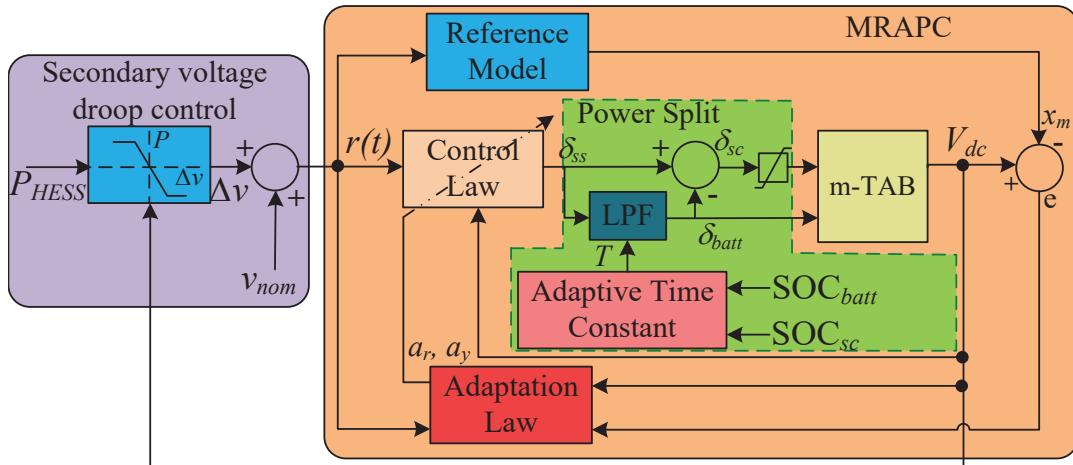 MRAPC
Reference
Model
Secondary voltage
droop control
P
Δv
P_HESS
Δv
+
+
v_nom
r(t)
Control
Law
δ_ss
Power Split
+
-
δ_sc
LPF
δ_batt
T
Adaptive Time
Constant
SOC_batt
SOC_sc
m-TAB
V_dc
x_m
-
+
e
a_r, a_y
Adaptation
Law